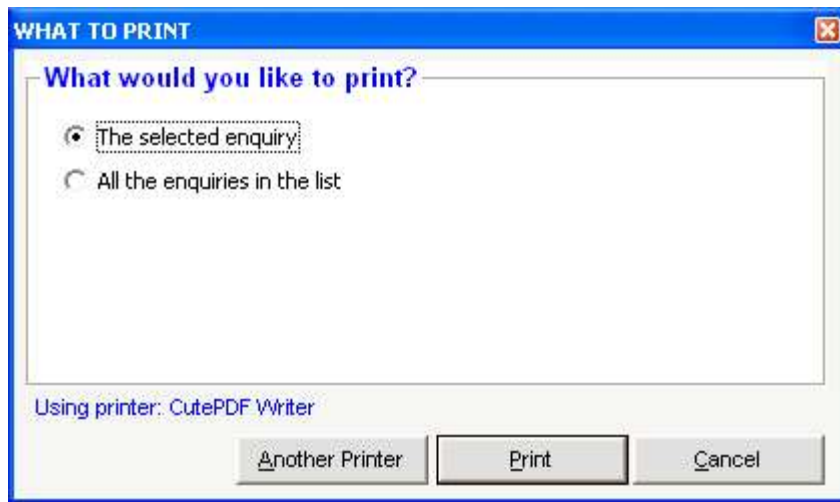 WHAT TO PRINT
What would you like to print?
The selected enquiry
All the enquiries in the list
Using printer: CutePDF Writer
Another Printer Print Cancel